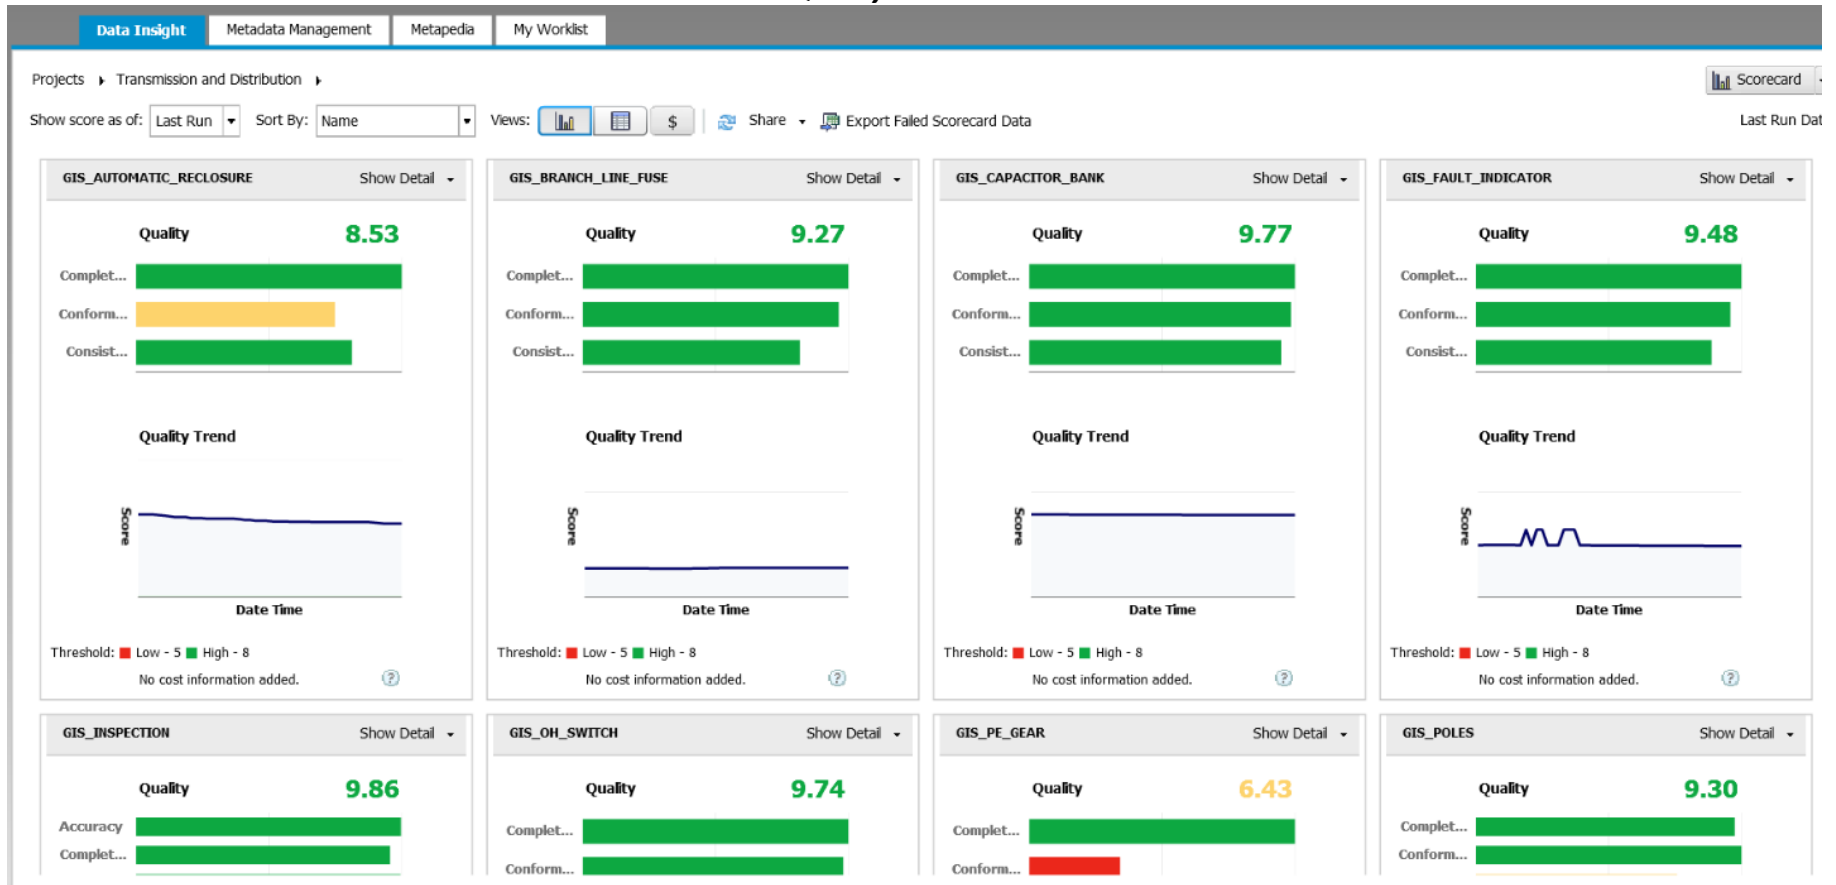 Data Insight Metadata Management Metapedia My Worklist
Projects Transmission and Distribution
Scorecard
Show score as of: Last Run Sort By: Name Views: $ Share Export Failed Scorecard Data Last Run Dat
GIS_AUTOMATIC_RECLOSURE Show Detail
Quality 8.53
Complet...
Conform...
Consist...
Quality Trend
Score
Date Time
Threshold: Low - 5 High - 8
No cost information added. ?
GIS_BRANCH_LINE_FUSE Show Detail
Quality 9.27
Complet...
Conform...
Consist...
Quality Trend
Score
Date Time
Threshold: Low - 5 High - 8
No cost information added. ?
GIS_CAPACITOR_BANK Show Detail
Quality 9.77
Complet...
Conform...
Consist...
Quality Trend
Score
Date Time
Threshold: Low - 5 High - 8
No cost information added. ?
GIS_FAULT_INDICATOR Show Detail
Quality 9.48
Complet...
Conform...
Consist...
Quality Trend
Score
Date Time
Threshold: Low - 5 High - 8
No cost information added. ?
GIS_INSPECTION Show Detail
Quality 9.86
Accuracy
Complet...
GIS_OH_SWITCH Show Detail
Quality 9.74
Complet...
Conform...
GIS_PE_GEAR Show Detail
Quality 6.43
Complet...
Conform...
GIS_POLES Show Detail
Quality 9.30
Complet...
Conform...